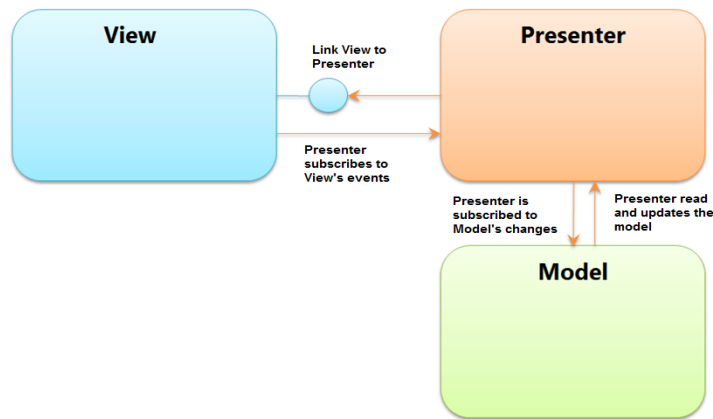 View
Link View to
Presenter
Presenter
Presenter
subscribes to
View's events
Presenter is
subscribed to
Model's changes
Presenter read
and updates the
model
Model